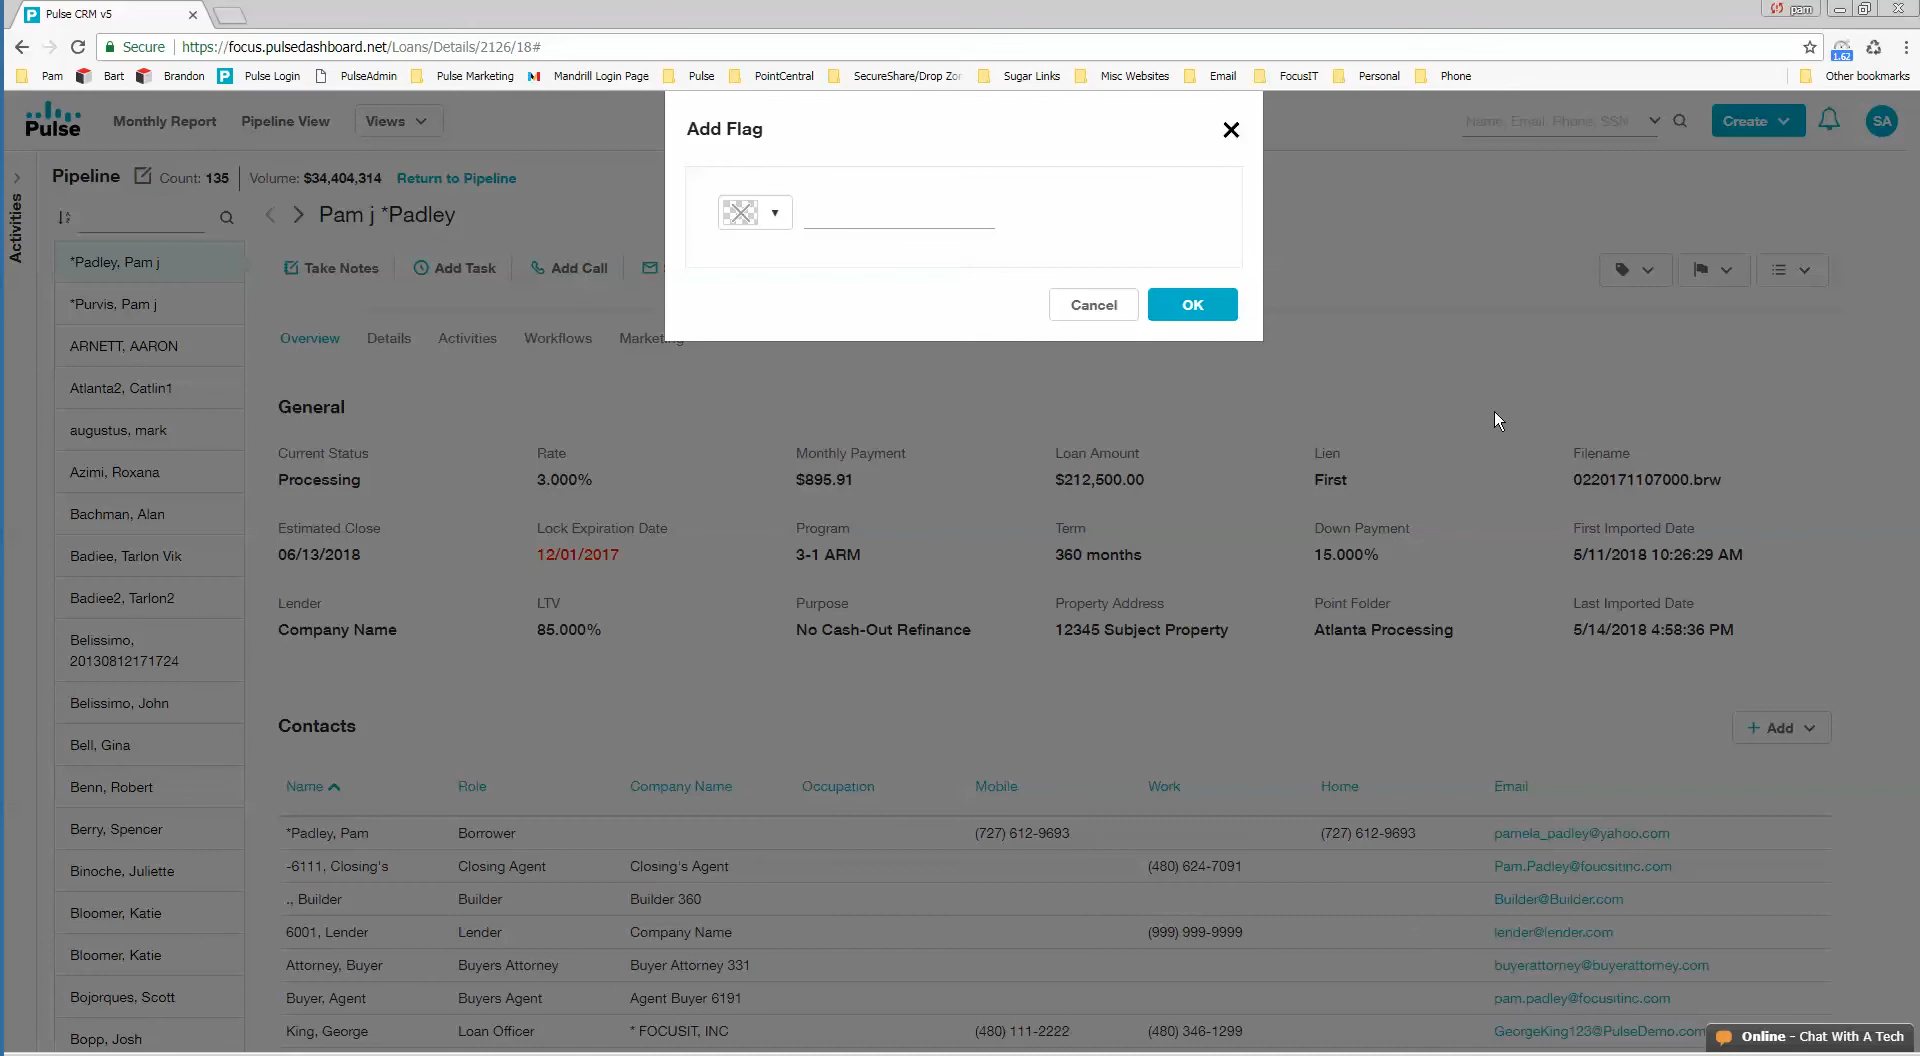 Pulse CRM v5
pam
Secure https://focus.pulsedashboard.net/Loans/Details/2126/18#
1.62
Pam Bart Brandon Pulse Login PulseAdmin Pulse Marketing Mandrill Login Page Pulse PointCentral SecureShare/Drop Zor Sugar Links Misc Websites Email FocusIT Personal Phone Other bookmarks
Pulse Monthly Report Pipeline View Views Name, Email, Phone, SSN Create SA
Add Flag
Cancel OK
Activities
Pipeline Count: 135 Volume: $34,404,314 Return to Pipeline
*Padley, Pam j
*Purvis, Pam j
ARNETT, AARON
Atlanta2, Catlin1
augustus, mark
Azimi, Roxana
Bachman, Alan
Badiee, Tarlon Vik
Badiee2, Tarlon2
Belissimo,
20130812171724
Belissimo, John
Bell, Gina
Benn, Robert
Berry, Spencer
Binoche, Juliette
Bloomer, Katie
Bloomer, Katie
Bojorques, Scott
Bopp, Josh
Pam j *Padley
Take Notes Add Task Add Call
Overview Details Activities Workflows Marketing
General
Current Status Rate Monthly Payment Loan Amount Lien Filename
Processing 3.000% $895.91 $212,500.00 First 0220171107000.brw
Estimated Close Lock Expiration Date Program Term Down Payment First Imported Date
06/13/2018 12/01/2017 3-1 ARM 360 months 15.000% 5/11/2018 10:26:29 AM
Lender LTV Purpose Property Address Point Folder Last Imported Date
Company Name 85.000% No Cash-Out Refinance 12345 Subject Property Atlanta Processing 5/14/2018 4:58:36 PM
Contacts
+ Add
Name Role Company Name Occupation Mobile Work Home Email
*Padley, Pam Borrower (727) 612-9693 (727) 612-9693 pamela_padley@yahoo.com
-6111, Closing's Closing Agent Closing's Agent (480) 624-7091 Pam.Padley@foucsitinc.com
., Builder Builder Builder 360 Builder@Builder.com
6001, Lender Lender Company Name (999) 999-9999 lender@lender.com
Attorney, Buyer Buyers Attorney Buyer Attorney 331 buyerattorney@buyerattorney.com
Buyer, Agent Buyers Agent Agent Buyer 6191 pam.padley@focusitinc.com
King, George Loan Officer * FOCUSIT, INC (480) 111-2222 (480) 346-1299 GeorgeKing123@PulseDemo.com
Online - Chat With A Tech